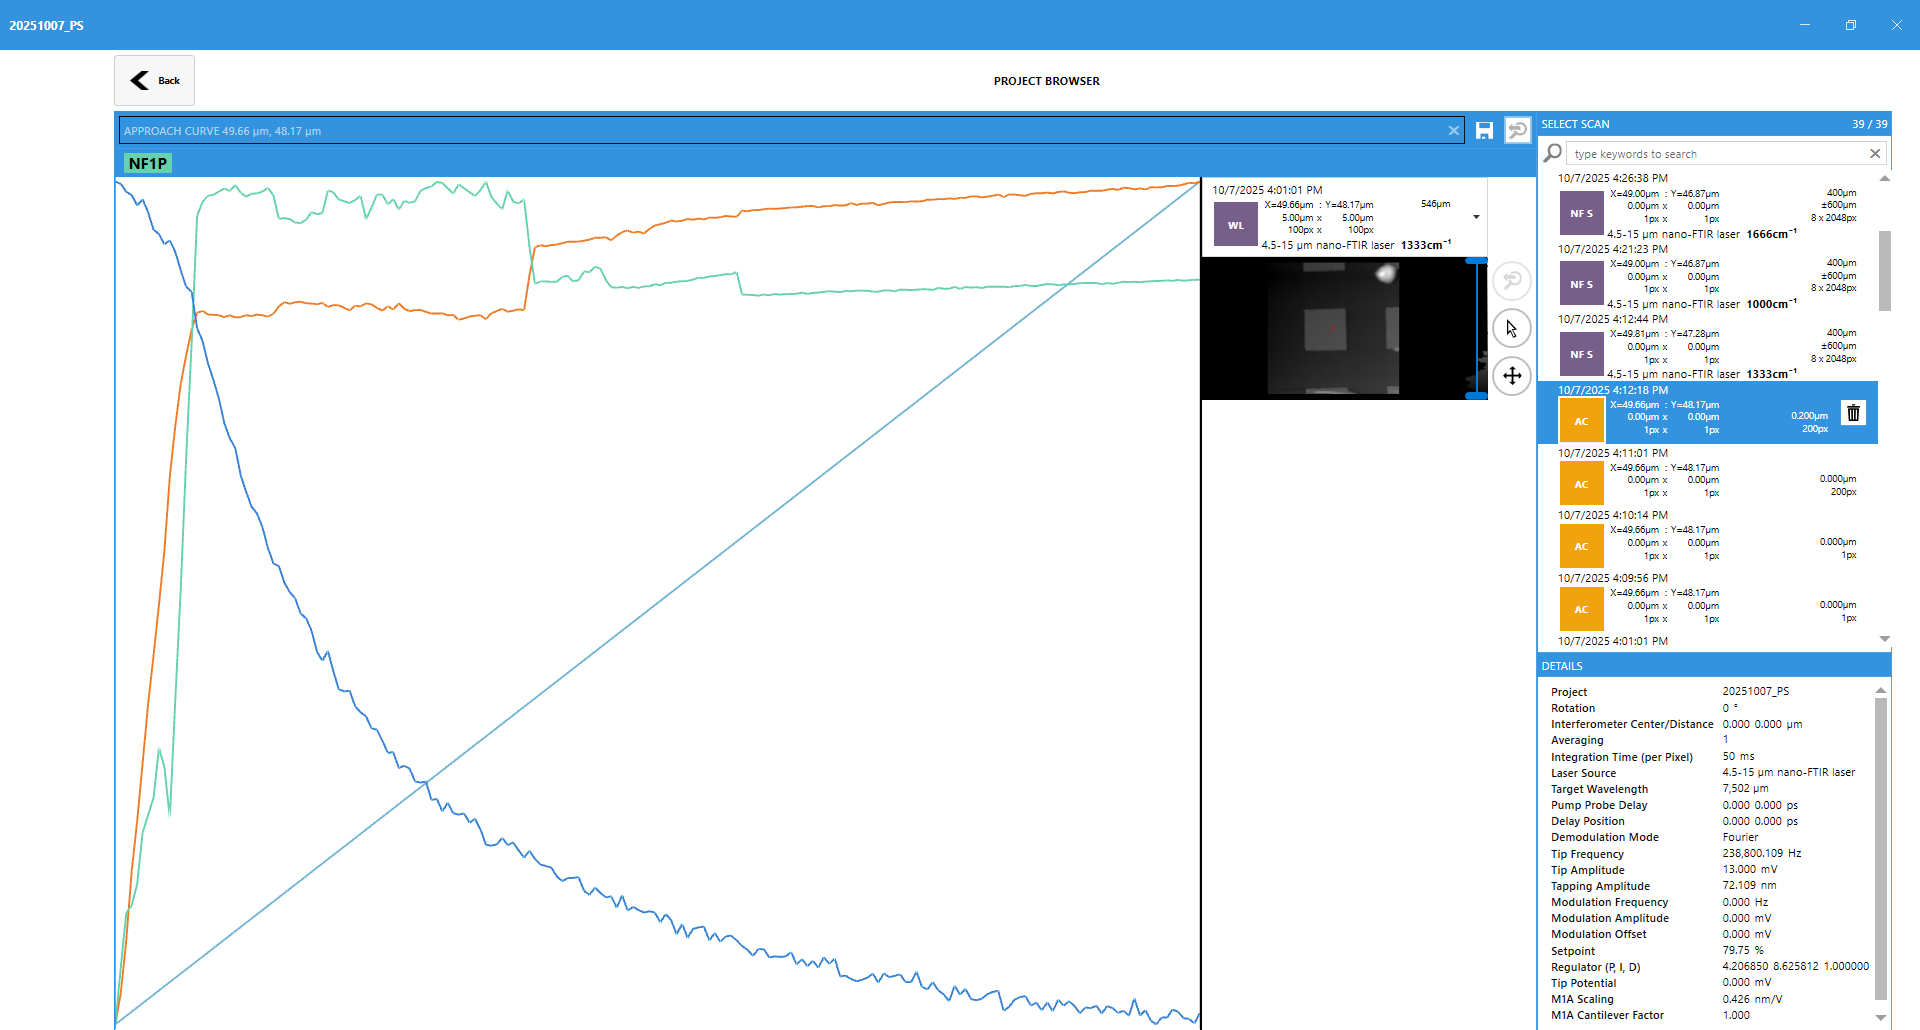 20251007_PS
Back
PROJECT BROWSER
APPROACH CURVE 49.66 µm, 48.17 µm
NF1P
10/7/2025 4:01:01 PM
WL
X=49.66µm : Y=48.17µm 546µm
5.00µm x 5.00µm
100px x 100px
4.5-15 µm nano-FTIR laser 1333cm⁻¹
SELECT SCAN 39 / 39
type keywords to search
10/7/2025 4:26:38 PM
NF S
X=49.00µm : Y=46.87µm 400µm
0.00µm x 0.00µm ±600µm
1px x 1px 8 x 2048px
4.5-15 µm nano-FTIR laser 1666cm⁻¹
10/7/2025 4:21:23 PM
NF S
X=49.00µm : Y=46.87µm 400µm
0.00µm x 0.00µm ±600µm
1px x 1px 8 x 2048px
4.5-15 µm nano-FTIR laser 1000cm⁻¹
10/7/2025 4:12:44 PM
NF S
X=49.81µm : Y=47.28µm 400µm
0.00µm x 0.00µm ±600µm
1px x 1px 8 x 2048px
4.5-15 µm nano-FTIR laser 1333cm⁻¹
10/7/2025 4:12:18 PM
AC
X=49.66µm : Y=48.17µm
0.00µm x 0.00µm 0.200µm
1px x 1px 200px
10/7/2025 4:11:01 PM
AC
X=49.66µm : Y=48.17µm
0.00µm x 0.00µm 0.000µm
1px x 1px 200px
10/7/2025 4:10:14 PM
AC
X=49.66µm : Y=48.17µm
0.00µm x 0.00µm 0.000µm
1px x 1px 1px
10/7/2025 4:09:56 PM
AC
X=49.66µm : Y=48.17µm
0.00µm x 0.00µm 0.000µm
1px x 1px 1px
10/7/2025 4:01:01 PM
DETAILS
Project 20251007_PS
Rotation 0 °
Interferometer Center/Distance 0.000 0.000 µm
Averaging 1
Integration Time (per Pixel) 50 ms
Laser Source 4.5-15 µm nano-FTIR laser
Target Wavelength 7,502 µm
Pump Probe Delay 0.000 0.000 ps
Delay Position 0.000 0.000 ps
Demodulation Mode Fourier
Tip Frequency 238,800.109 Hz
Tip Amplitude 13.000 mV
Tapping Amplitude 72.109 nm
Modulation Frequency 0.000 Hz
Modulation Amplitude 0.000 mV
Modulation Offset 0.000 mV
Setpoint 79.75 %
Regulator (P, I, D) 4.206850 8.625812 1.000000
Tip Potential 0.000 mV
M1A Scaling 0.426 nm/V
M1A Cantilever Factor 1.000